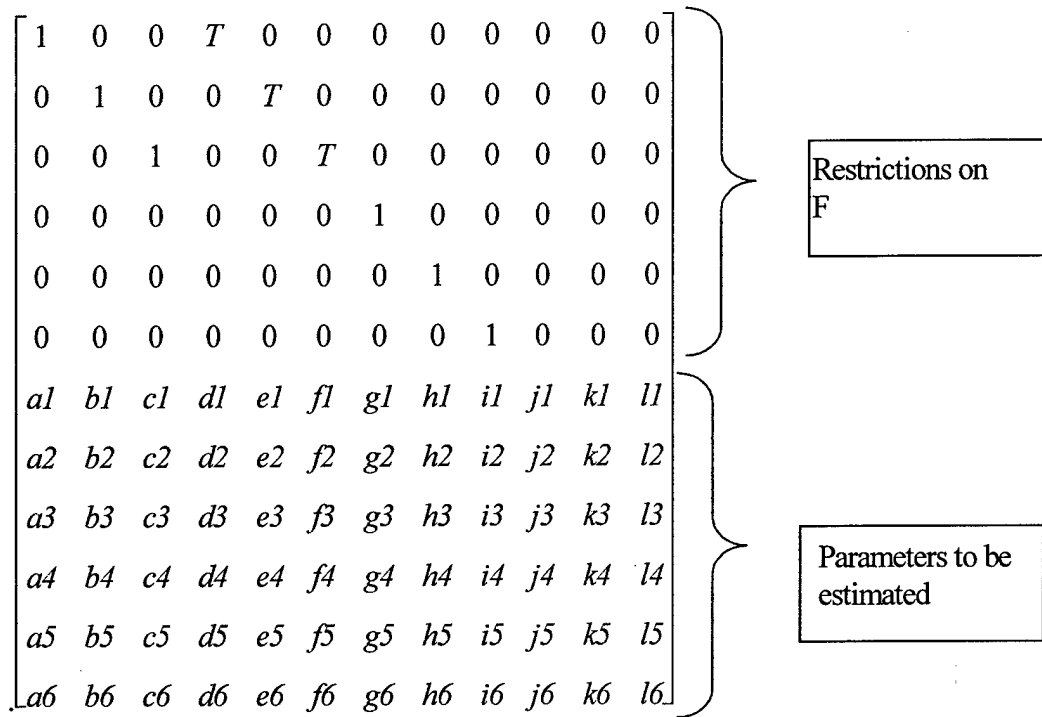 1 0 0 T 0 0 0 0 0 0 0 0
0 1 0 0 T 0 0 0 0 0 0 0
0 0 1 0 0 T 0 0 0 0 0 0
0 0 0 0 0 0 1 0 0 0 0 0
0 0 0 0 0 0 0 1 0 0 0 0
0 0 0 0 0 0 0 0 1 0 0 0
a1 b1 c1 d1 e1 f1 g1 h1 i1 j1 k1 l1
a2 b2 c2 d2 e2 f2 g2 h2 i2 j2 k2 l2
a3 b3 c3 d3 e3 f3 g3 h3 i3 j3 k3 l3
a4 b4 c4 d4 e4 f4 g4 h4 i4 j4 k4 l4
a5 b5 c5 d5 e5 f5 g5 h5 i5 j5 k5 l5
a6 b6 c6 d6 e6 f6 g6 h6 i6 j6 k6 l6
Restrictions on
F
Parameters to be
estimated